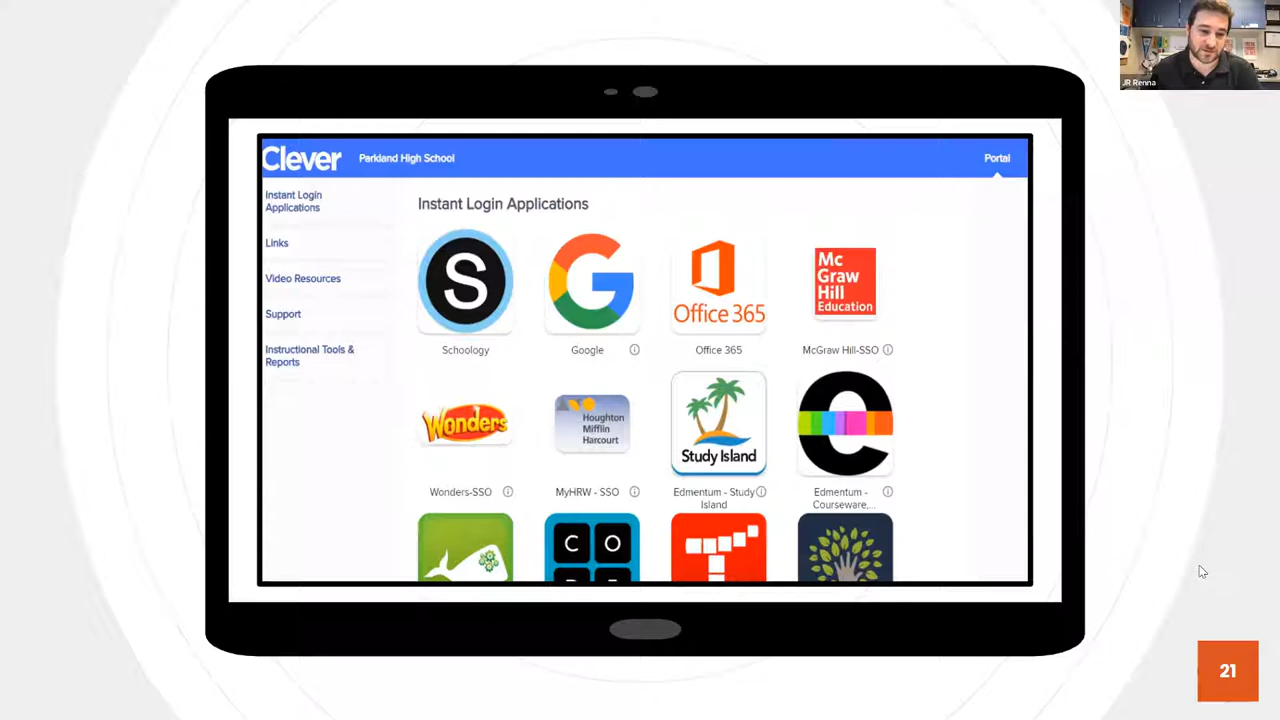 JR Renna
Clever
Parkland High School
Portal
Instant Login
Applications
Links
Video Resources
Support
Instructional Tools &
Reports
Instant Login Applications
S
G
Office 365
Mc
Graw
Hill
Education
Schoology
Google
Office 365
McGraw Hill-SSO
Wonders
Houghton
Mifflin
Harcourt
Study Island
e
Wonders-SSO
MyHRW - SSO
Edmentum - Study
Island
Edmentum -
Courseware,...
C O
T
21